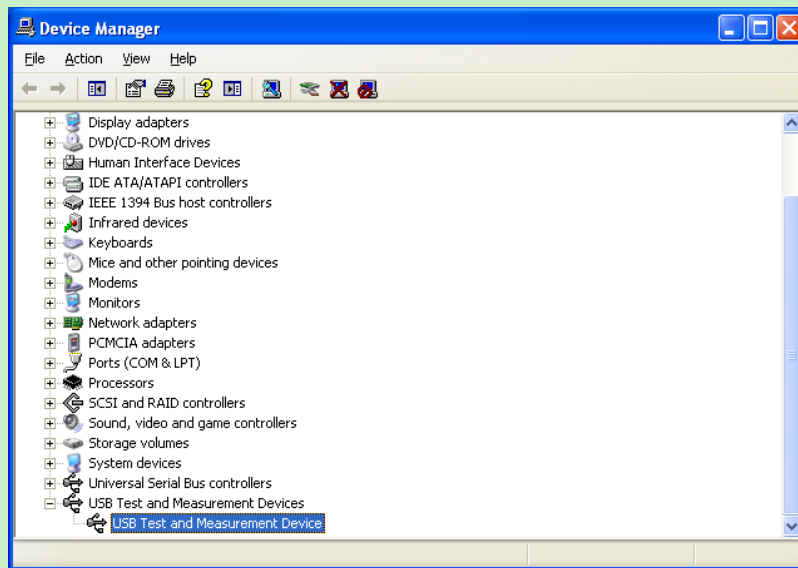 Device Manager
File Action View Help
Display adapters
DVD/CD-ROM drives
Human Interface Devices
IDE ATA/ATAPI controllers
IEEE 1394 Bus host controllers
Infrared devices
Keyboards
Mice and other pointing devices
Modems
Monitors
Network adapters
PCMCIA adapters
Ports (COM & LPT)
Processors
SCSI and RAID controllers
Sound, video and game controllers
Storage volumes
System devices
Universal Serial Bus controllers
USB Test and Measurement Devices
USB Test and Measurement Device